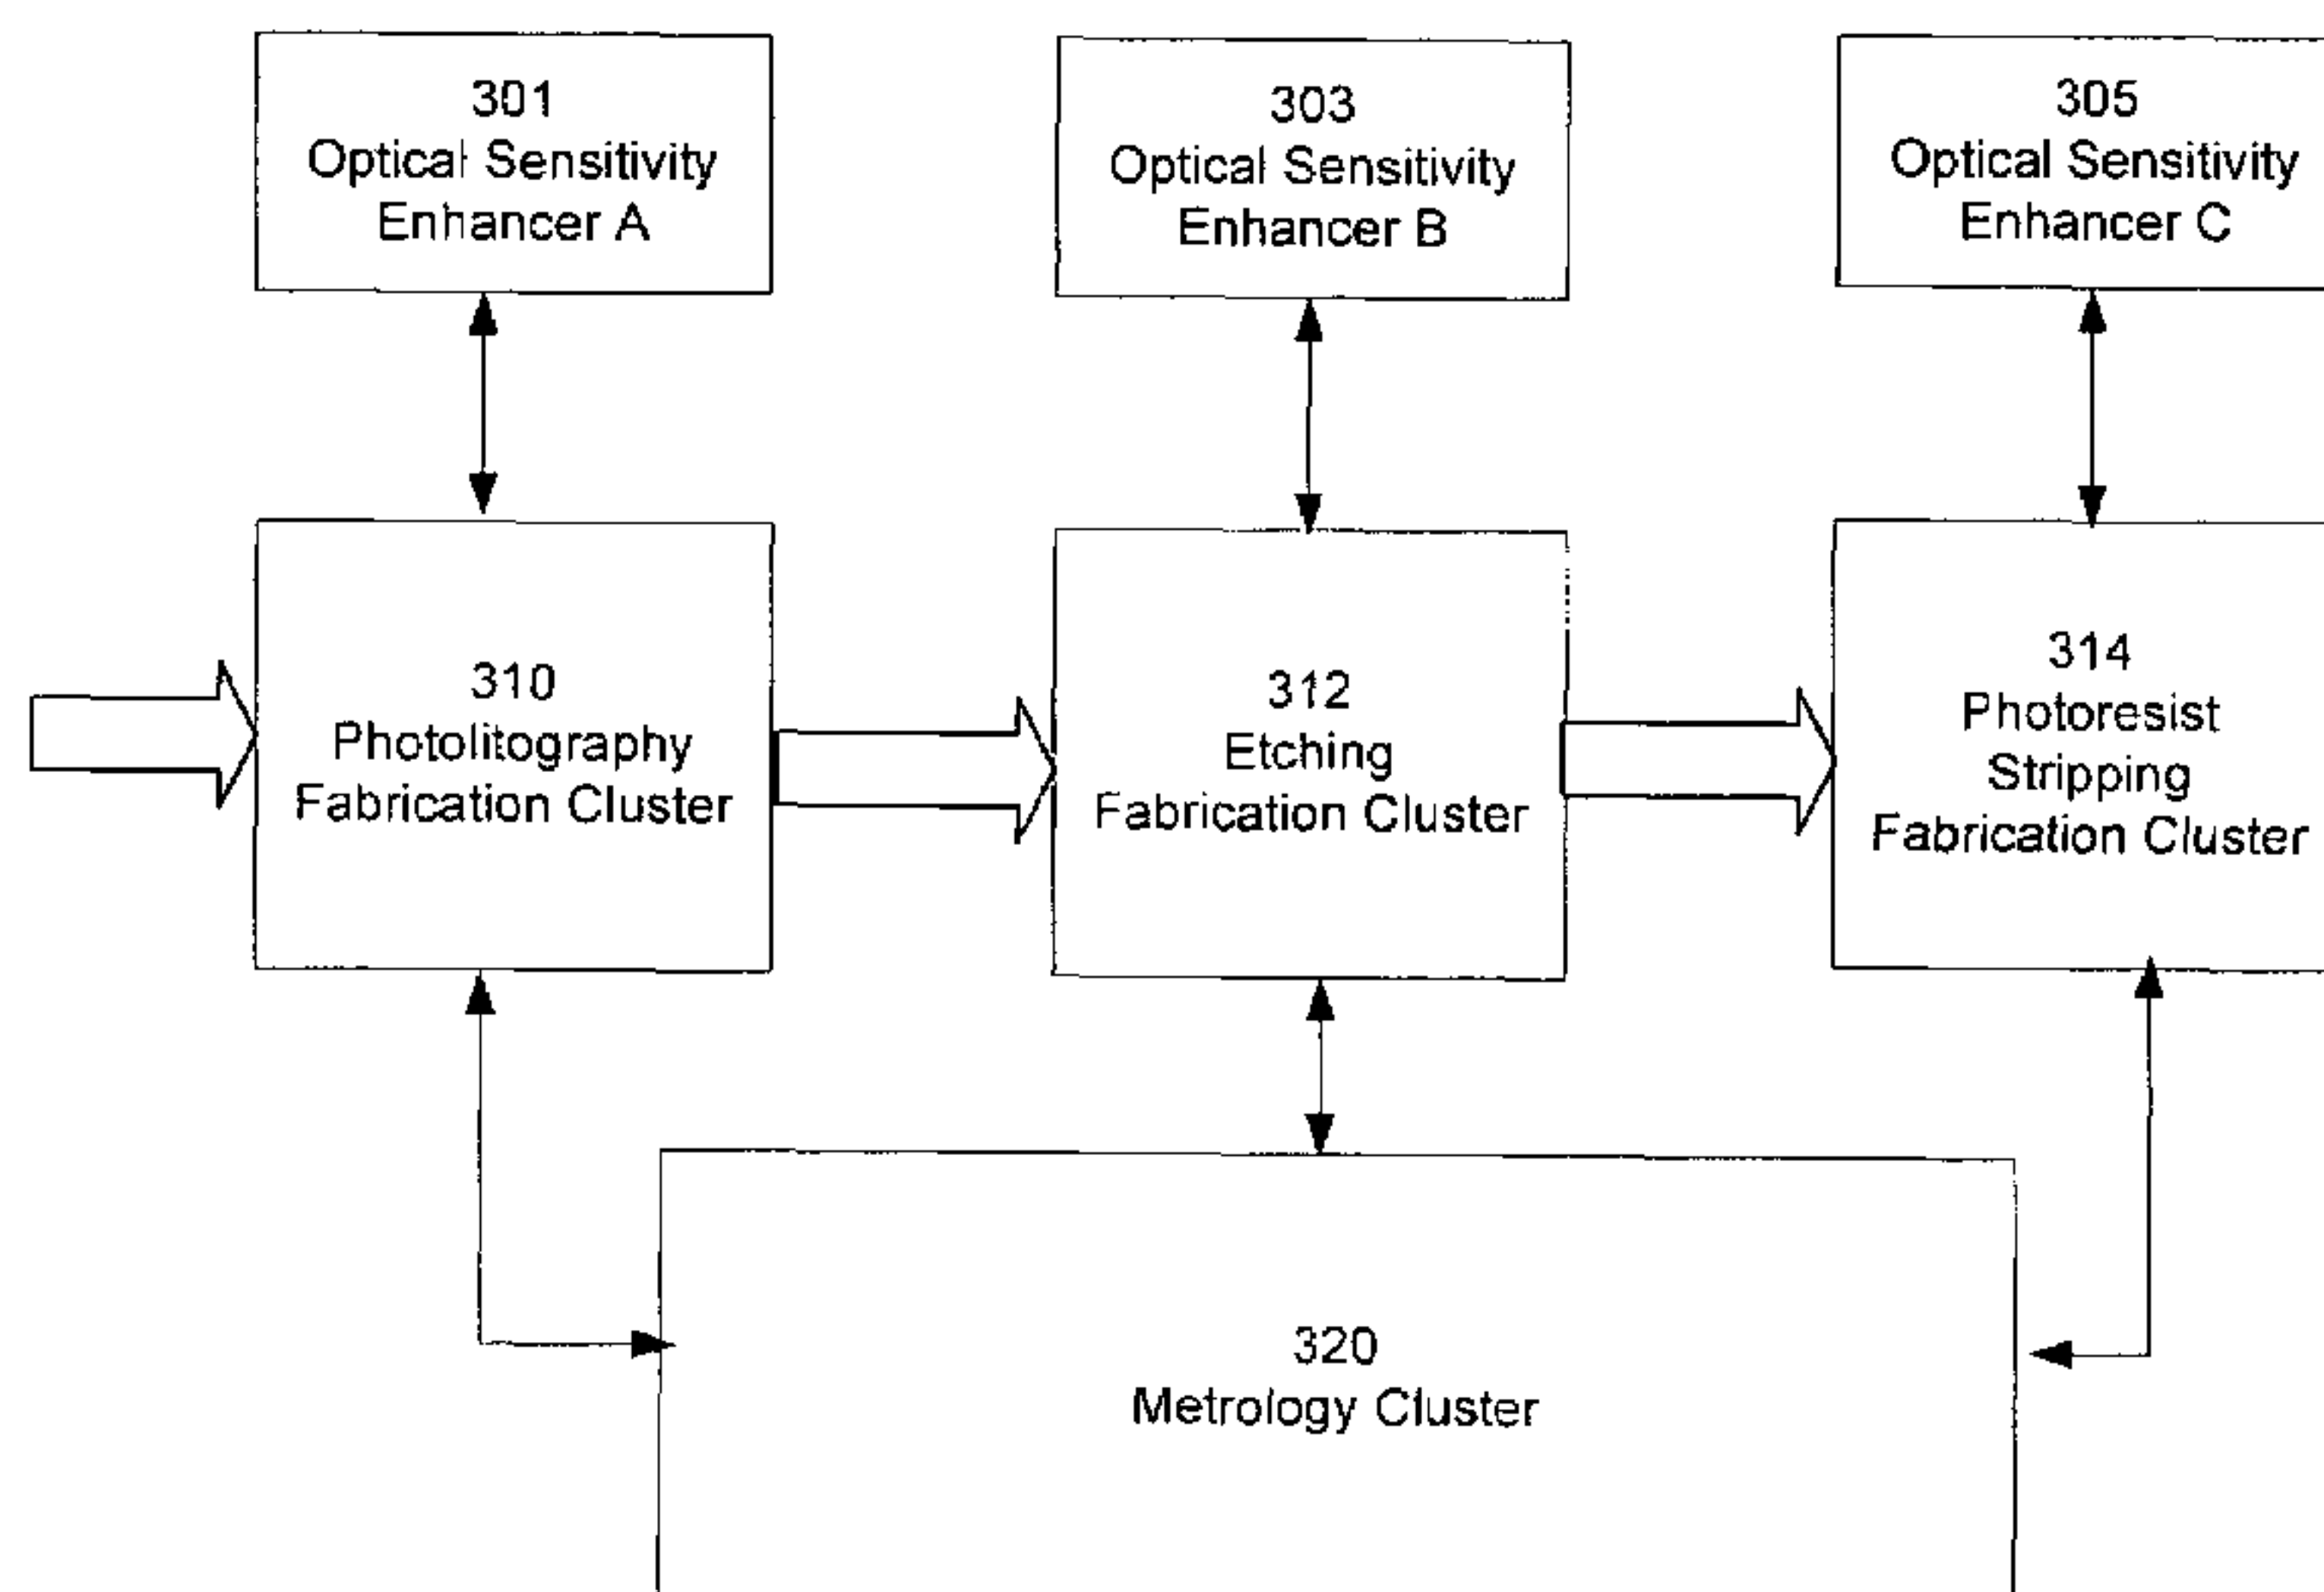 301
Optical Sensitivity
Enhancer A
303
Optical Sensitivity
Enhancer B
305
Optical Sensitivity
Enhancer C
310
Photolitography
Fabrication Cluster
312
Etching
Fabrication Cluster
314
Photoresist
Stripping
Fabrication Cluster
320
Metrology Cluster